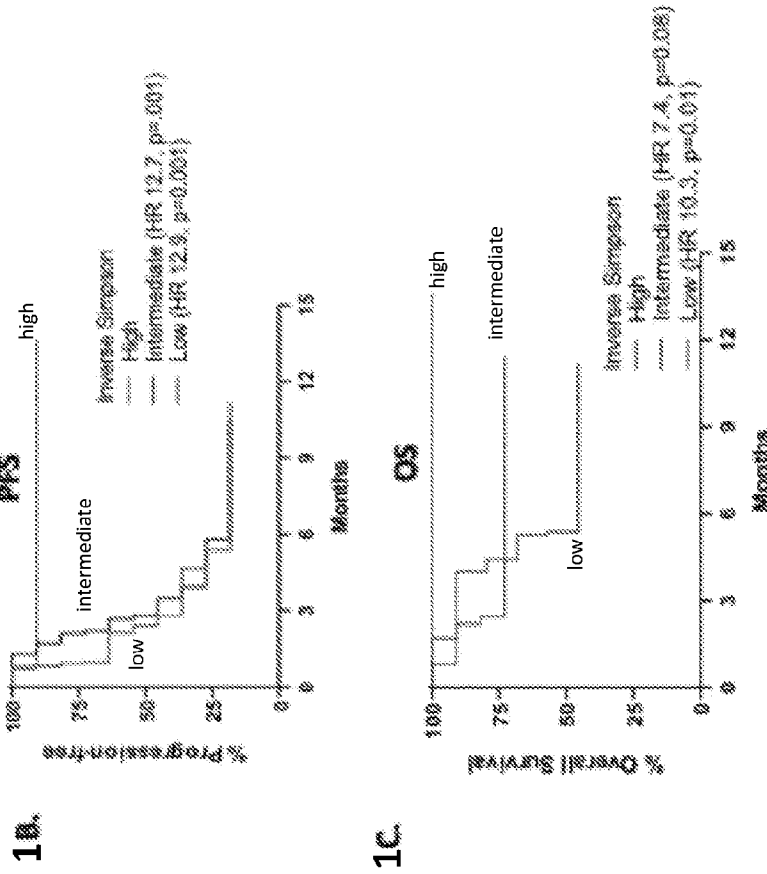 1B.
PFS
% Progression-free
100
75
50
25
0
0 3 6 9 12 15
Months
high
intermediate
low
Inverse Simpson
High
Intermediate (HR 12.7, p=.001)
Low (HR 12.9, p=0.001)
1C.
OS
% Overall Survival
100
75
50
25
0
0 3 6 9 12 15
Months
high
intermediate
low
Inverse Simpson
High
Intermediate (HR 7.4, p=0.08)
Low (HR 10.3, p=0.01)